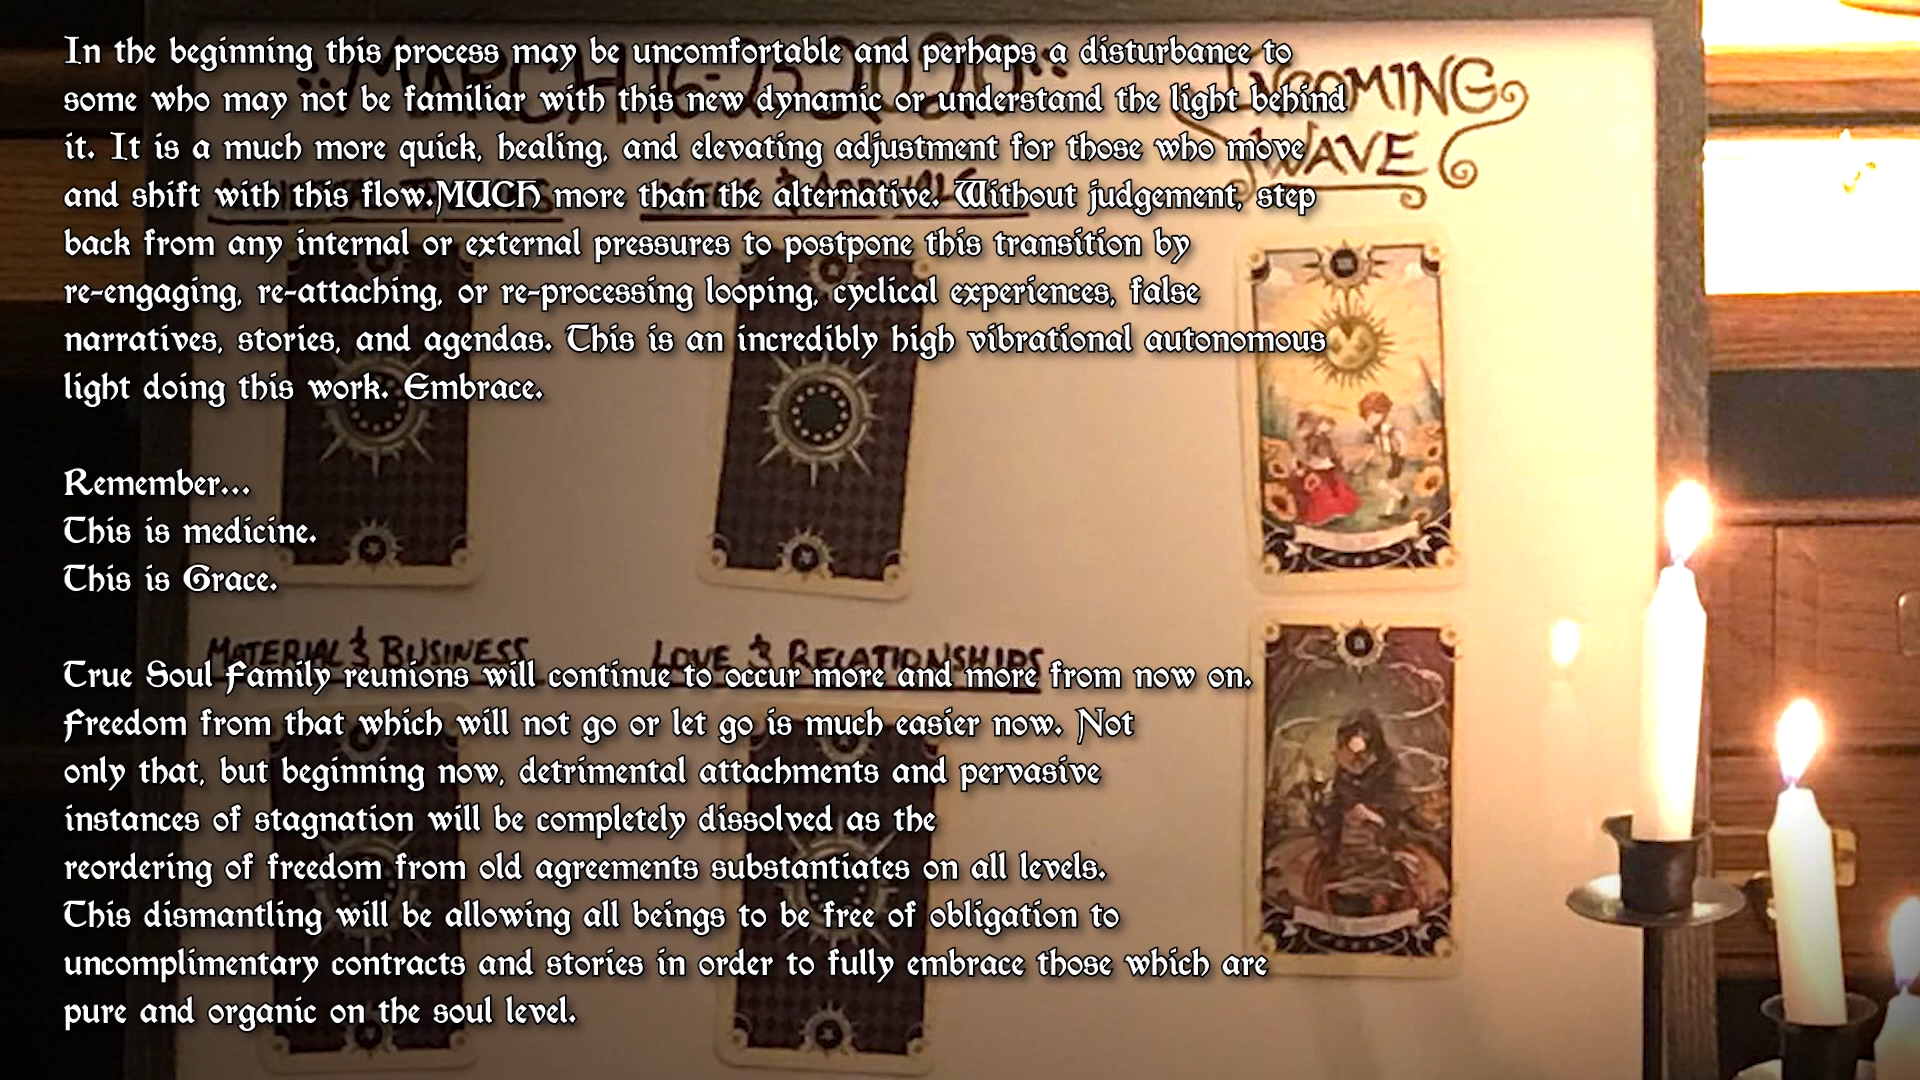 In the beginning this process may be uncomfortable and perhaps a disturbance to
some who may not be familiar with this new dynamic or understand the light behind
it. It is a much more quick, healing, and elevating adjustment for those who move
and shift with this flow.MUCH more than the alternative. Without judgement, step
back from any internal or external pressures to postpone this transition by
re-engaging, re-attaching, or re-processing looping, cyclical experiences, false
narratives, stories, and agendas. This is an incredibly high vibrational autonomous
light doing this work. Embrace.
Remember...
This is medicine.
This is Grace.
True Soul Family reunions will continue to occur more and more from now on.
Freedom from that which will not go or let go is much easier now. Not
only that, but beginning now, detrimental attachments and pervasive
instances of stagnation will be completely dissolved as the
reordering of freedom from old agreements substantiates on all levels.
This dismantling will be allowing all beings to be free of obligation to
uncomplimentary contracts and stories in order to fully embrace those which are
pure and organic on the soul level.
MARCH 16-23 2020
INCOMING
WAVE
MATERIAL & BUSINESS
LOVE & RELATIONSHIPS